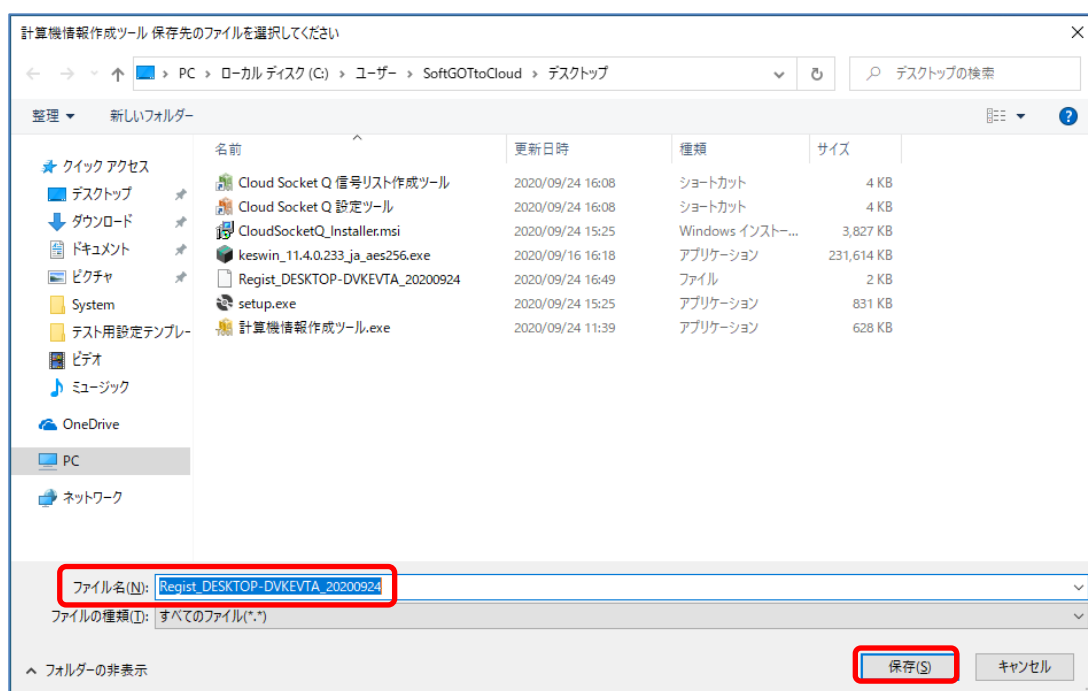 計算機情報作成ツール 保存先のファイルを選択してください
PC › ローカル ディスク (C:) › ユーザー › SoftGOTtoCloud › デスクトップ
デスクトップの検索
整理 新しいフォルダー
名前 更新日時 種類 サイズ
クイック アクセス
デスクトップ
ダウンロード
ドキュメント
ピクチャ
System
テスト用設定テンプレー
ビデオ
ミュージック
OneDrive
PC
ネットワーク
Cloud Socket Q 信号リスト作成ツール 2020/09/24 16:08 ショートカット 4 KB
Cloud Socket Q 設定ツール 2020/09/24 16:08 ショートカット 4 KB
CloudSocketQ_Installer.msi 2020/09/24 15:25 Windows インストー... 3,827 KB
keswin_11.4.0.233_ja_aes256.exe 2020/09/16 16:18 アプリケーション 231,614 KB
Regist_DESKTOP-DVKEVTA_20200924 2020/09/24 16:49 ファイル 2 KB
setup.exe 2020/09/24 15:25 アプリケーション 831 KB
計算機情報作成ツール.exe 2020/09/24 11:39 アプリケーション 628 KB
ファイル名(N): Regist_DESKTOP-DVKEVTA_20200924
ファイルの種類(T): すべてのファイル(*.*)
フォルダーの非表示 保存(S) キャンセル